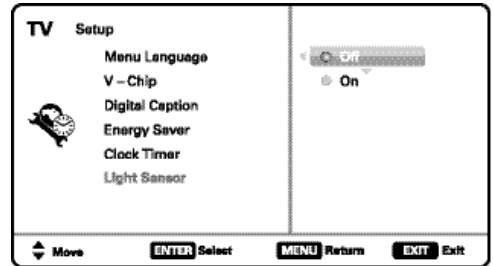 TV Setup
Menu Language
V-Chip
Digital Caption
Energy Saver
Clock Timer
Light Sensor
Off
On
Move ENTER Select MENU Return EXIT Exit